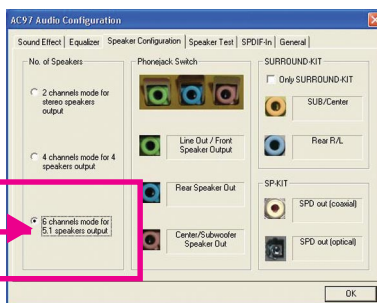 AC97 Audio Configuration
Sound Effect
Equalizer
Speaker Configuration
Speaker Test
SPDIF-In
General
No. of Speakers
2 channels mode for
stereo speakers
output
4 channels mode for 4
speakers output
6 channels mode for
5.1 speakers output
Phonejack Switch
Line Out / Front
Speaker Output
Rear Speaker Out
Center/Subwoofer
Speaker Out
SURROUND-KIT
Only SURROUND-KIT
SUB/Center
Rear R/L
SP-KIT
SPD out (coaxial)
SPD out (optical)
OK